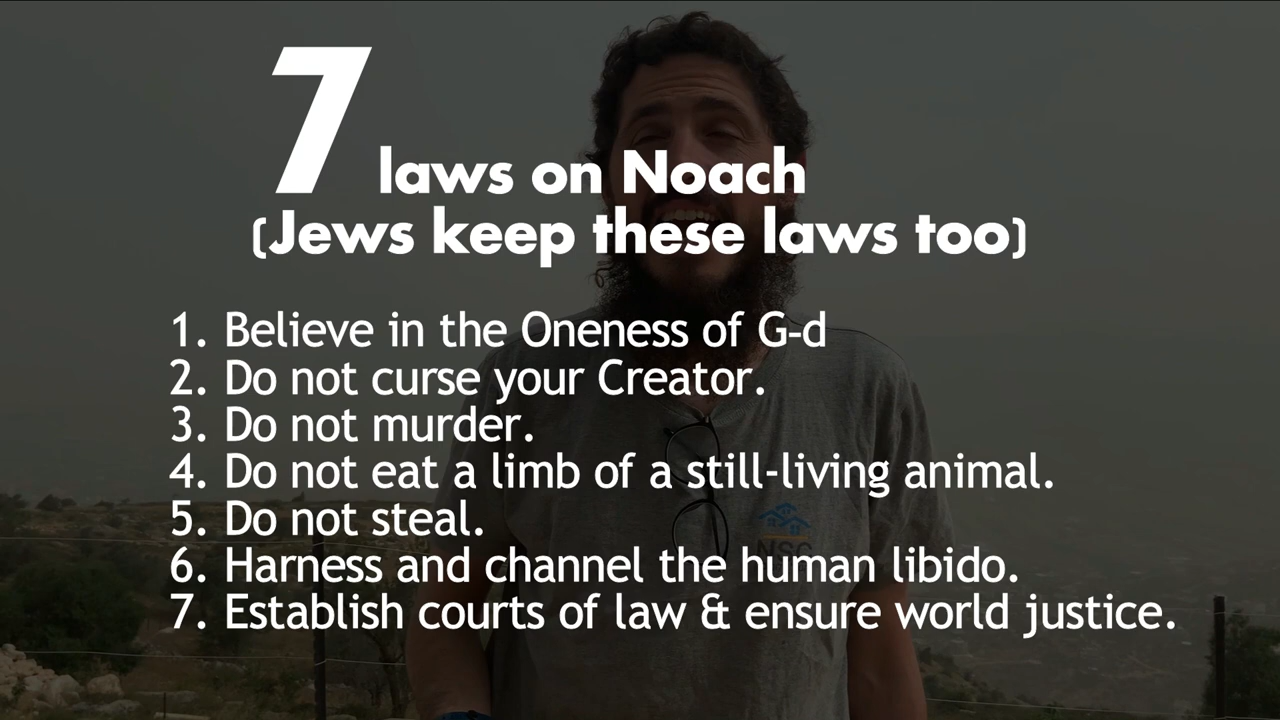 7 laws on Noach
(Jews keep these laws too)
1. Believe in the Oneness of G-d
2. Do not curse your Creator.
3. Do not murder.
4. Do not eat a limb of a still-living animal.
5. Do not steal.
NSG
6. Harness and channel the human libido.
7. Establish courts of law & ensure world justice.